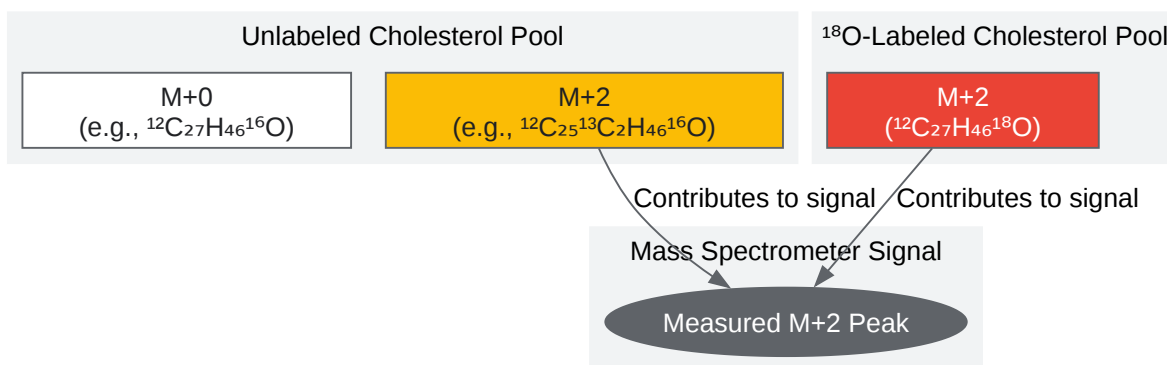 Unlabeled Cholesterol Pool
¹⁸O-Labeled Cholesterol Pool
M+0
(e.g., ¹²C₂₇H₄₆¹⁶O)
M+2
(e.g., ¹²C₂₅¹³C₂H₄₆¹⁶O)
M+2
(¹²C₂₇H₄₆¹⁸O)
Contributes to signal
Contributes to signal
Mass Spectrometer Signal
Measured M+2 Peak